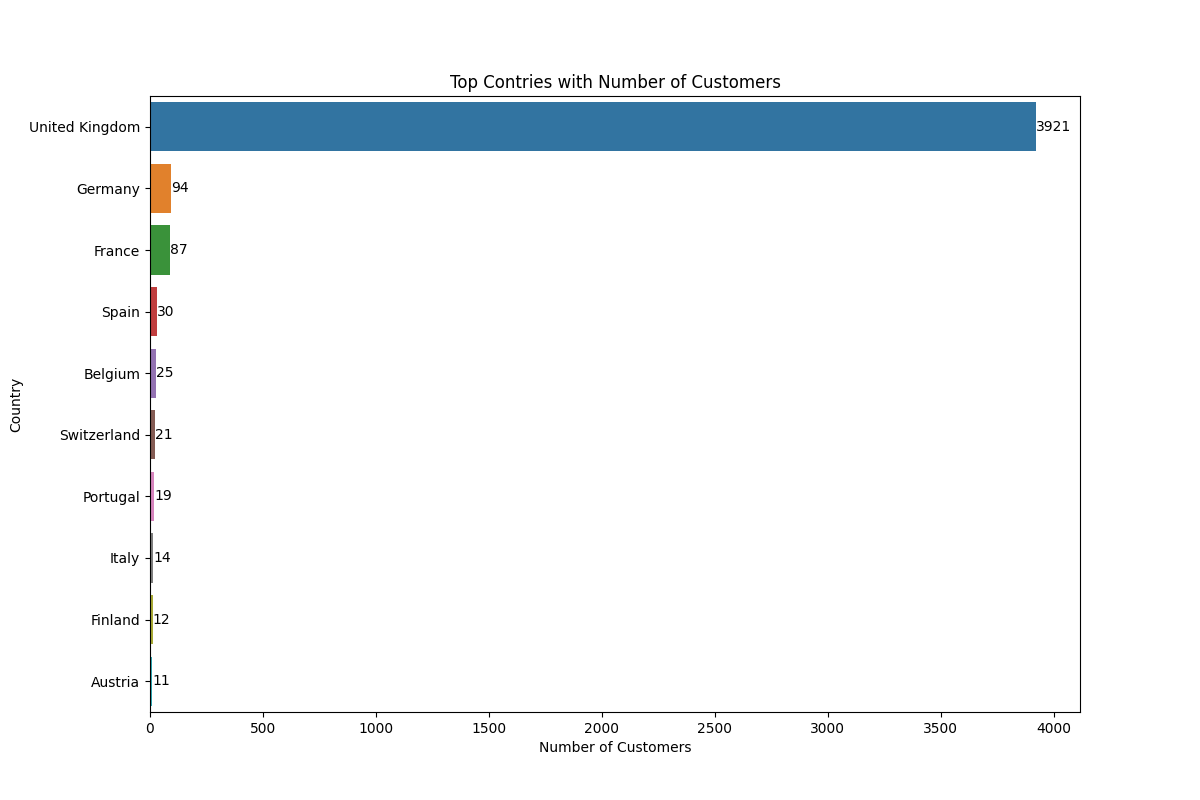 Top Contries with Number of Customers
United Kingdom 3921
Germany 94
France 87
Spain 30
Belgium 25
Switzerland 21
Portugal 19
Italy 14
Finland 12
Austria 11
Country
0 500 1000 1500 2000 2500 3000 3500 4000
Number of Customers